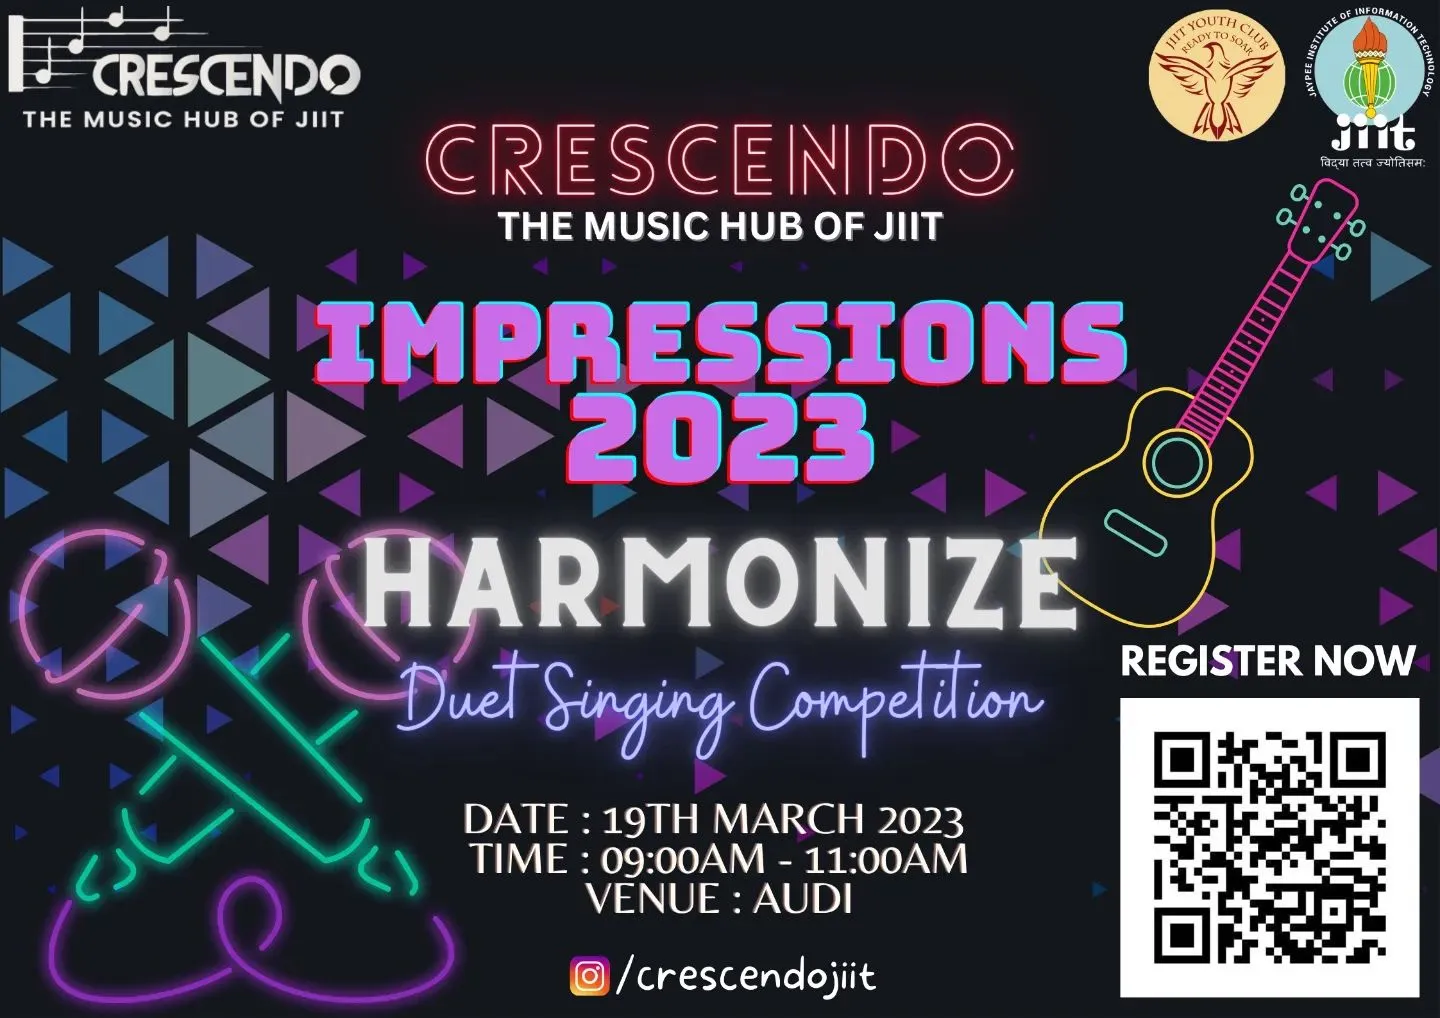 CRESCENDO
THE MUSIC HUB OF JIIT
JIIT YOUTH CLUB
READY TO SOAR
JAYPEE INSTITUTE OF INFORMATION TECHNOLOGY
jiit
विद्या तत्व ज्योतिसम:
CRESCENDO
THE MUSIC HUB OF JIIT
IMPRESSIONS
2023
HARMONIZE
Duet Singing Competition
REGISTER NOW
DATE : 19TH MARCH 2023
TIME : 09:00AM - 11:00AM
VENUE : AUDI
/crescendojiit